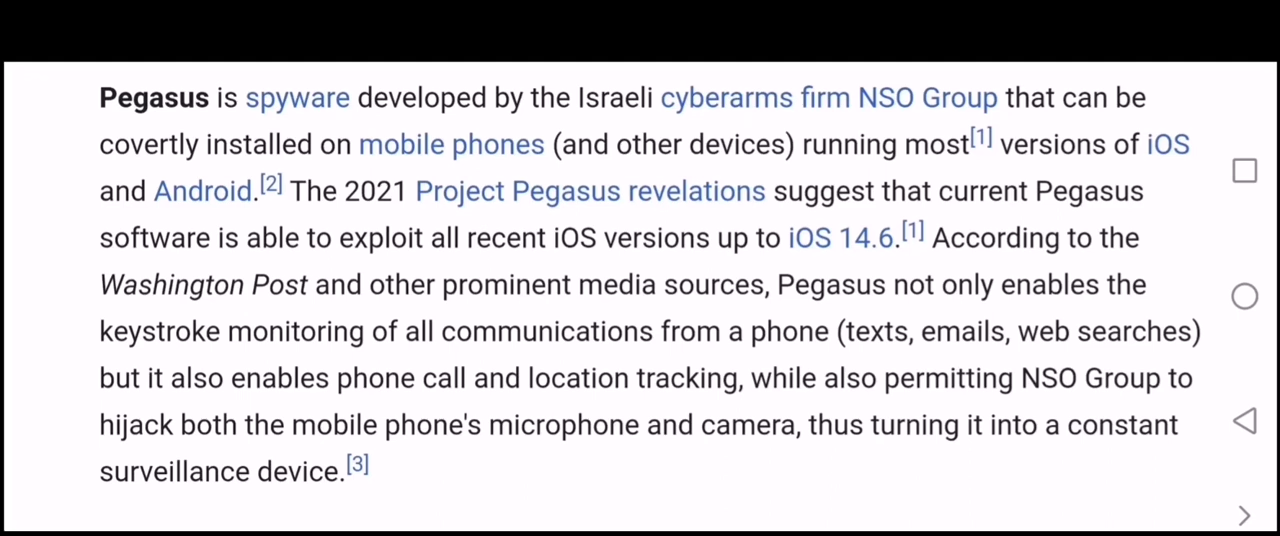 Pegasus is spyware developed by the Israeli cyberarms firm NSO Group that can be
covertly installed on mobile phones (and other devices) running most[1] versions of iOS
and Android.[2] The 2021 Project Pegasus revelations suggest that current Pegasus
software is able to exploit all recent iOS versions up to iOS 14.6.[1] According to the
Washington Post and other prominent media sources, Pegasus not only enables the
keystroke monitoring of all communications from a phone (texts, emails, web searches)
but it also enables phone call and location tracking, while also permitting NSO Group to
hijack both the mobile phone's microphone and camera, thus turning it into a constant
surveillance device.[3]